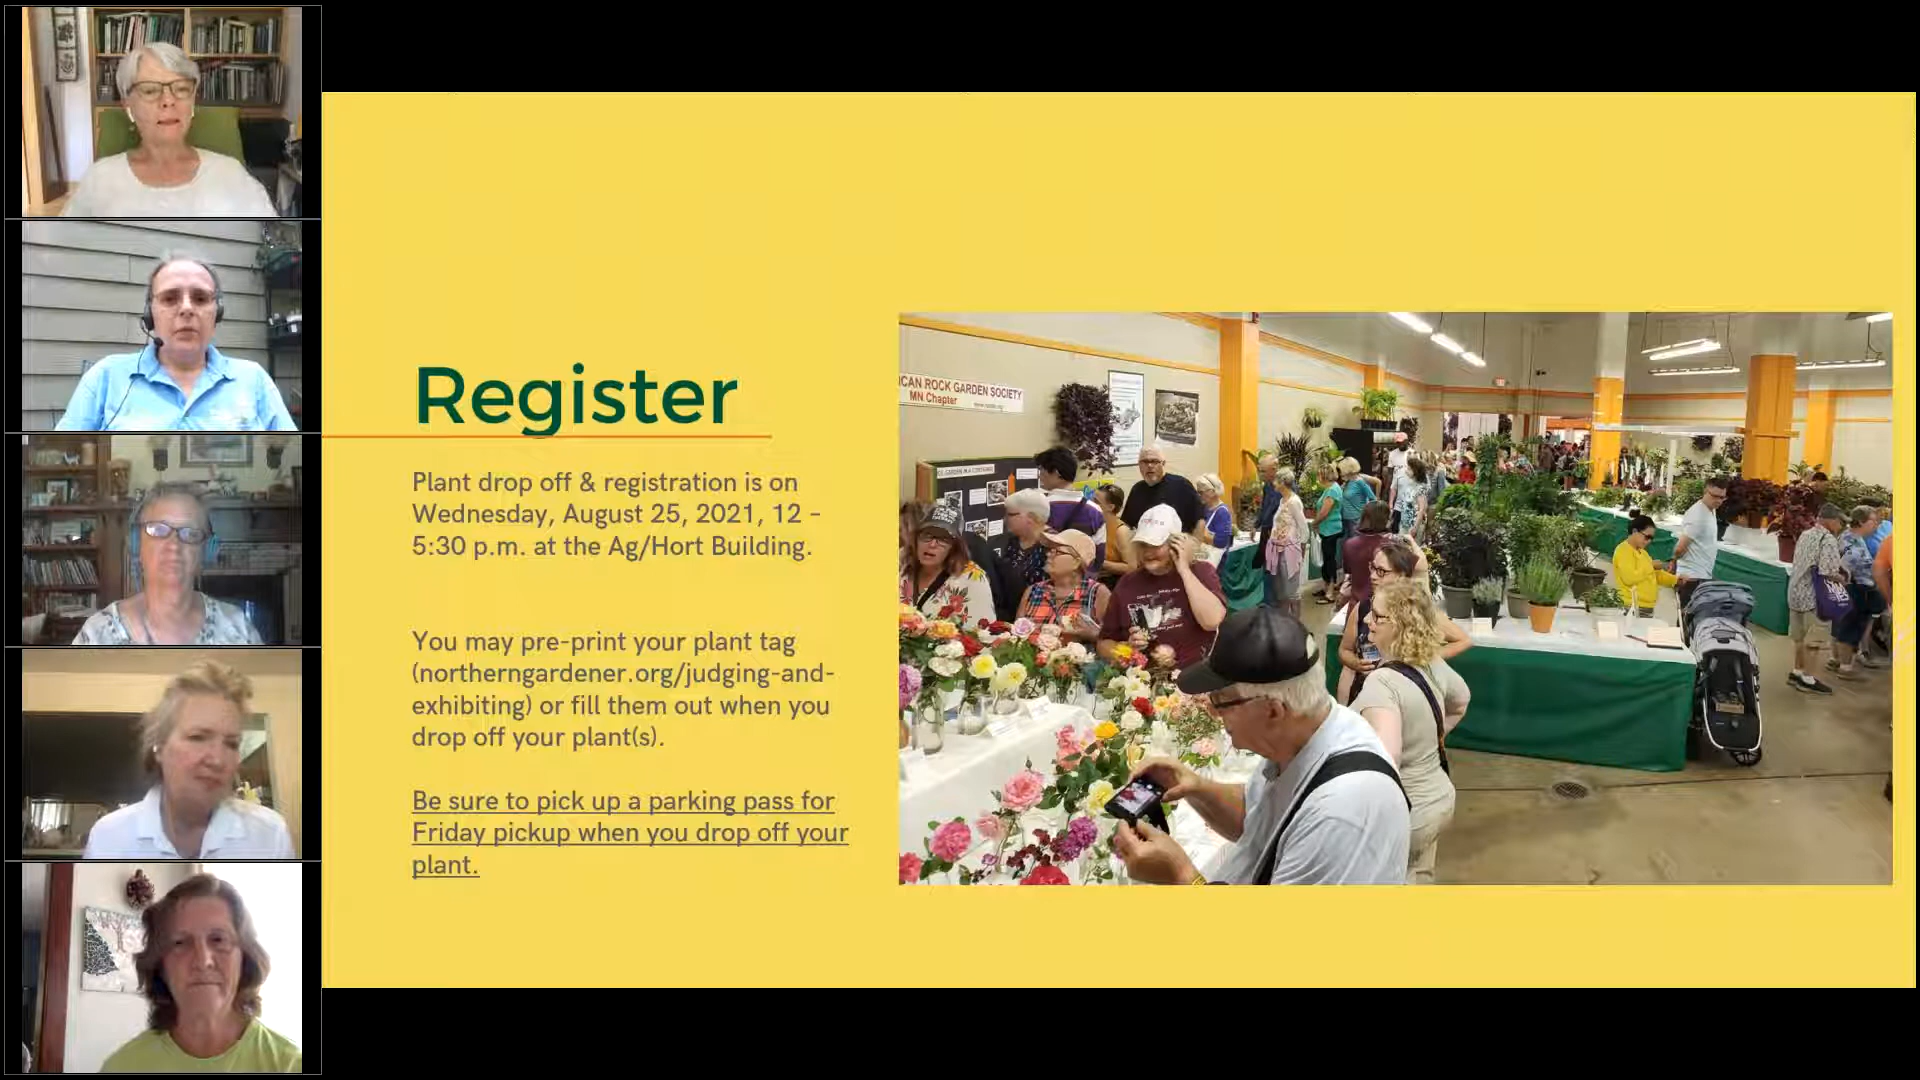 Register
Plant drop off & registration is on
Wednesday, August 25, 2021, 12 –
5:30 p.m. at the Ag/Hort Building.
You may pre-print your plant tag
(northerngardener.org/judging-and-
exhibiting) or fill them out when you
drop off your plant(s).
Be sure to pick up a parking pass for
Friday pickup when you drop off your
plant.
ICAN ROCK GARDEN SOCIETY
MN Chapter